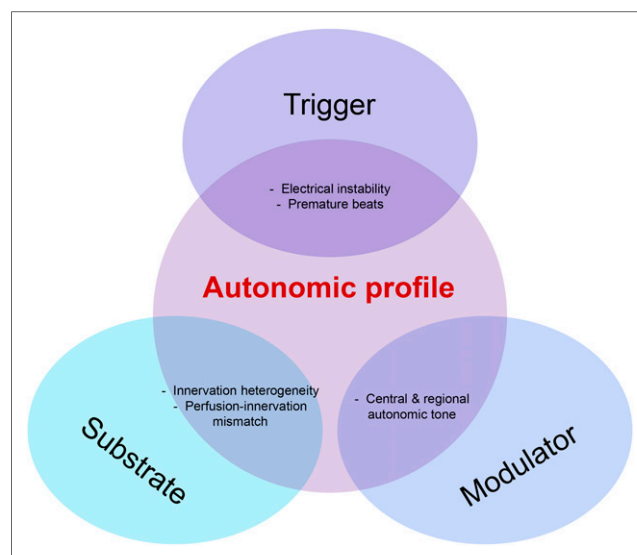 Trigger
- Electrical instability
- Premature beats
Autonomic profile
- Innervation heterogeneity
- Perfusion-innervation
mismatch
- Central & regional
autonomic tone
Substrate
Modulator